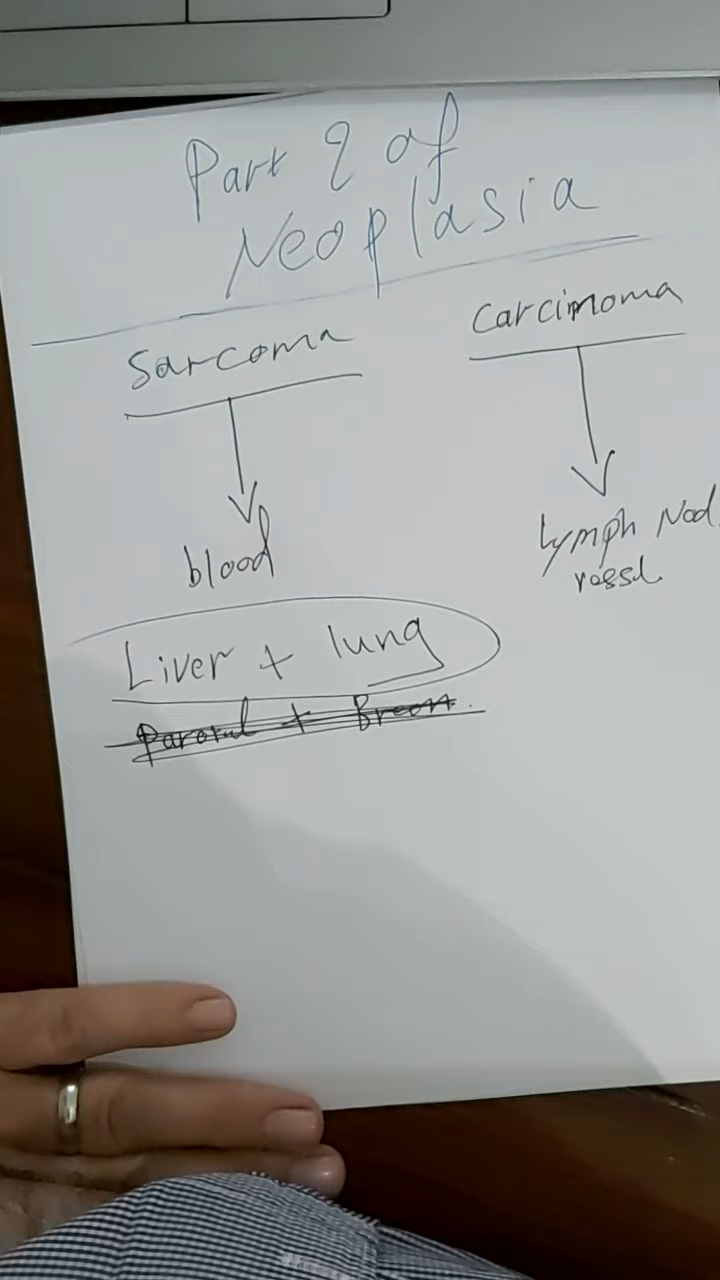 Part 2 of
Neoplasia
Sarcoma
Carcinoma
blood
Lymph Nod
vessel
Liver + lung
+